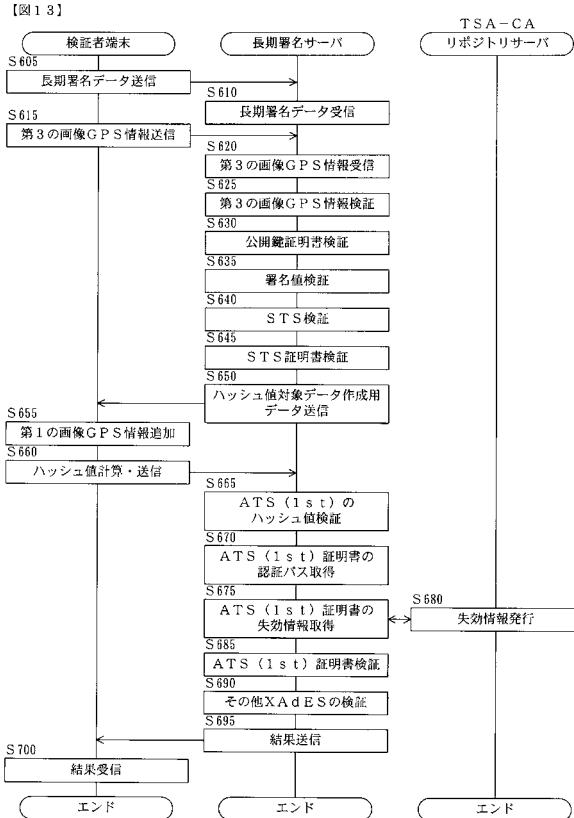 【図13】
検証者端末
長期署名サーバ
TSA-CA
リポジトリサーバ
S605
長期署名データ送信
S610
長期署名データ受信
S615
第3の画像GPS情報送信
S620
第3の画像GPS情報受信
S625
第3の画像GPS情報検証
S630
公開鍵証明書検証
S635
署名値検証
S640
STS検証
S645
STS証明書検証
S650
ハッシュ値対象データ作成用
データ送信
S655
第1の画像GPS情報追加
S660
ハッシュ値計算・送信
S665
ATS(1st)の
ハッシュ値検証
S670
ATS(1st)証明書の
認証パス取得
S675
ATS(1st)証明書の
失効情報取得
S680
失効情報発行
S685
ATS(1st)証明書検証
S690
その他XAdESの検証
S695
結果送信
S700
結果受信
エンド
エンド
エンド